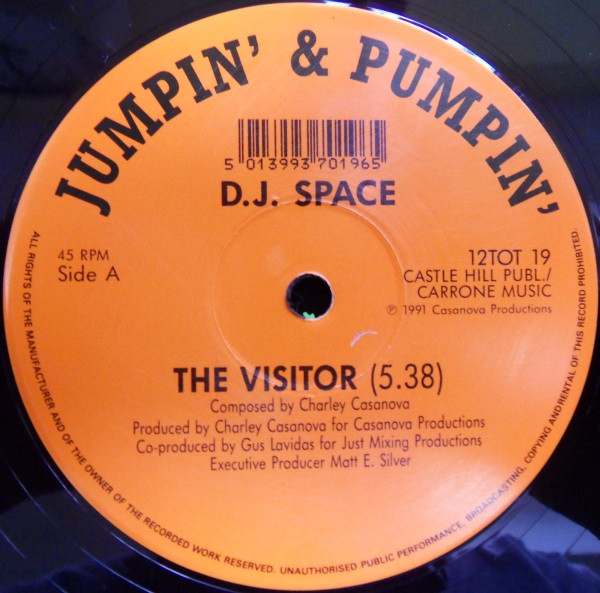 JUMPIN' & PUMPIN'
5 013993 701965
D.J. SPACE
45 RPM
Side A
12TOT 19
CASTLE HILL PUBL./
CARRONE MUSIC
℗ 1991 Casanova Productions
THE VISITOR (5.38)
Composed by Charley Casanova
Produced by Charley Casanova for Casanova Productions
Co-produced by Gus Lavidas for Just Mixing Productions
Executive Producer Matt E. Silver
ALL RIGHTS OF THE MANUFACTURER AND OF THE OWNER OF THE RECORDED WORK RESERVED. UNAUTHORISED PUBLIC PERFORMANCE, BROADCASTING, COPYING AND RENTAL OF THIS RECORD PROHIBITED.